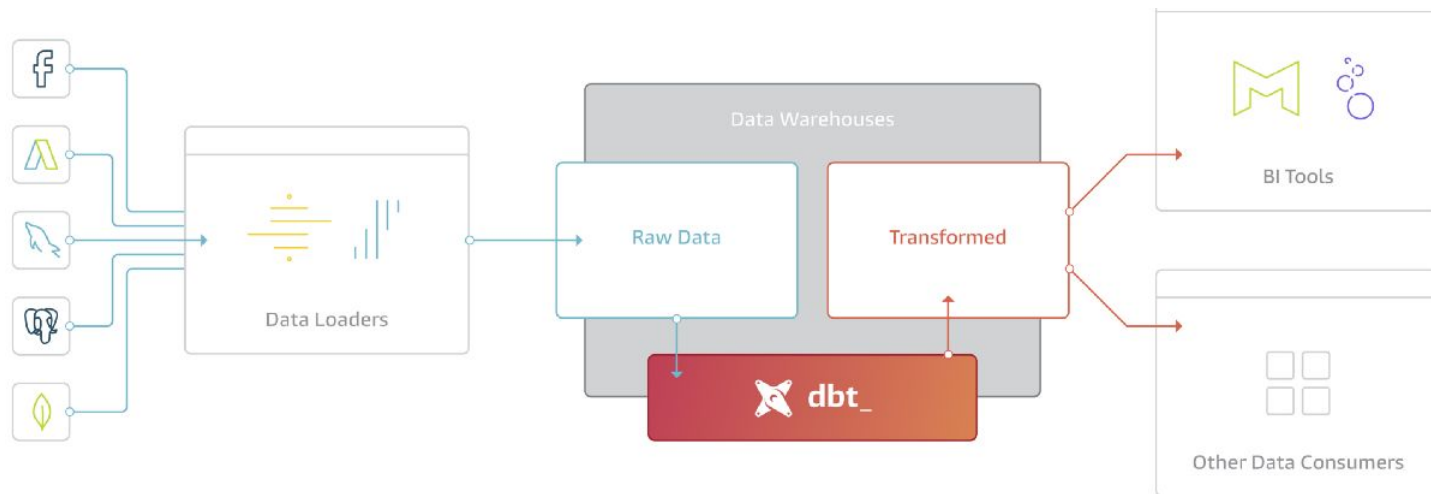 Data Loaders
Data Warehouses
Raw Data
Transformed
dbt_
BI Tools
Other Data Consumers